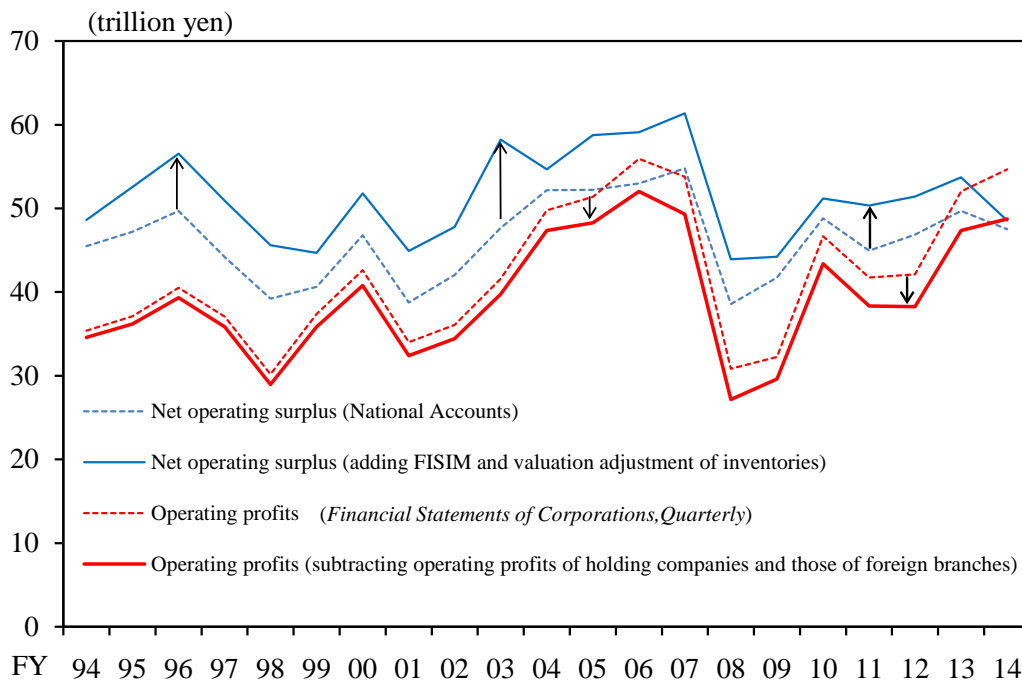 (trillion yen)
70
60
50
40
30
20
10
0
Net operating surplus (National Accounts)
Net operating surplus (adding FISIM and valuation adjustment of inventories)
Operating profits (Financial Statements of Corporations,Quarterly)
Operating profits (subtracting operating profits of holding companies and those of foreign branches)
FY 94 95 96 97 98 99 00 01 02 03 04 05 06 07 08 09 10 11 12 13 14